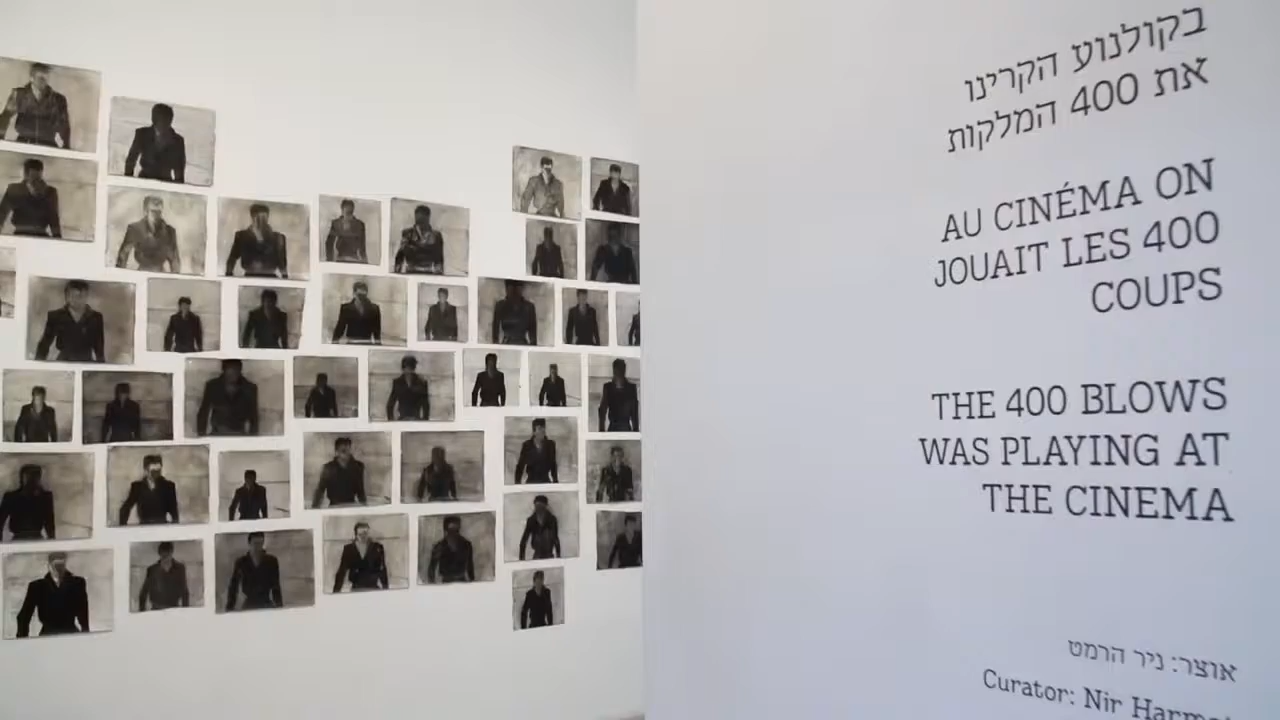 בקולנוע הקרינו
את 400 המלקות
AU CINÉMA ON
JOUAIT LES 400
COUPS
THE 400 BLOWS
WAS PLAYING AT
THE CINEMA
אוצר: ניר הרמט
Curator: Nir